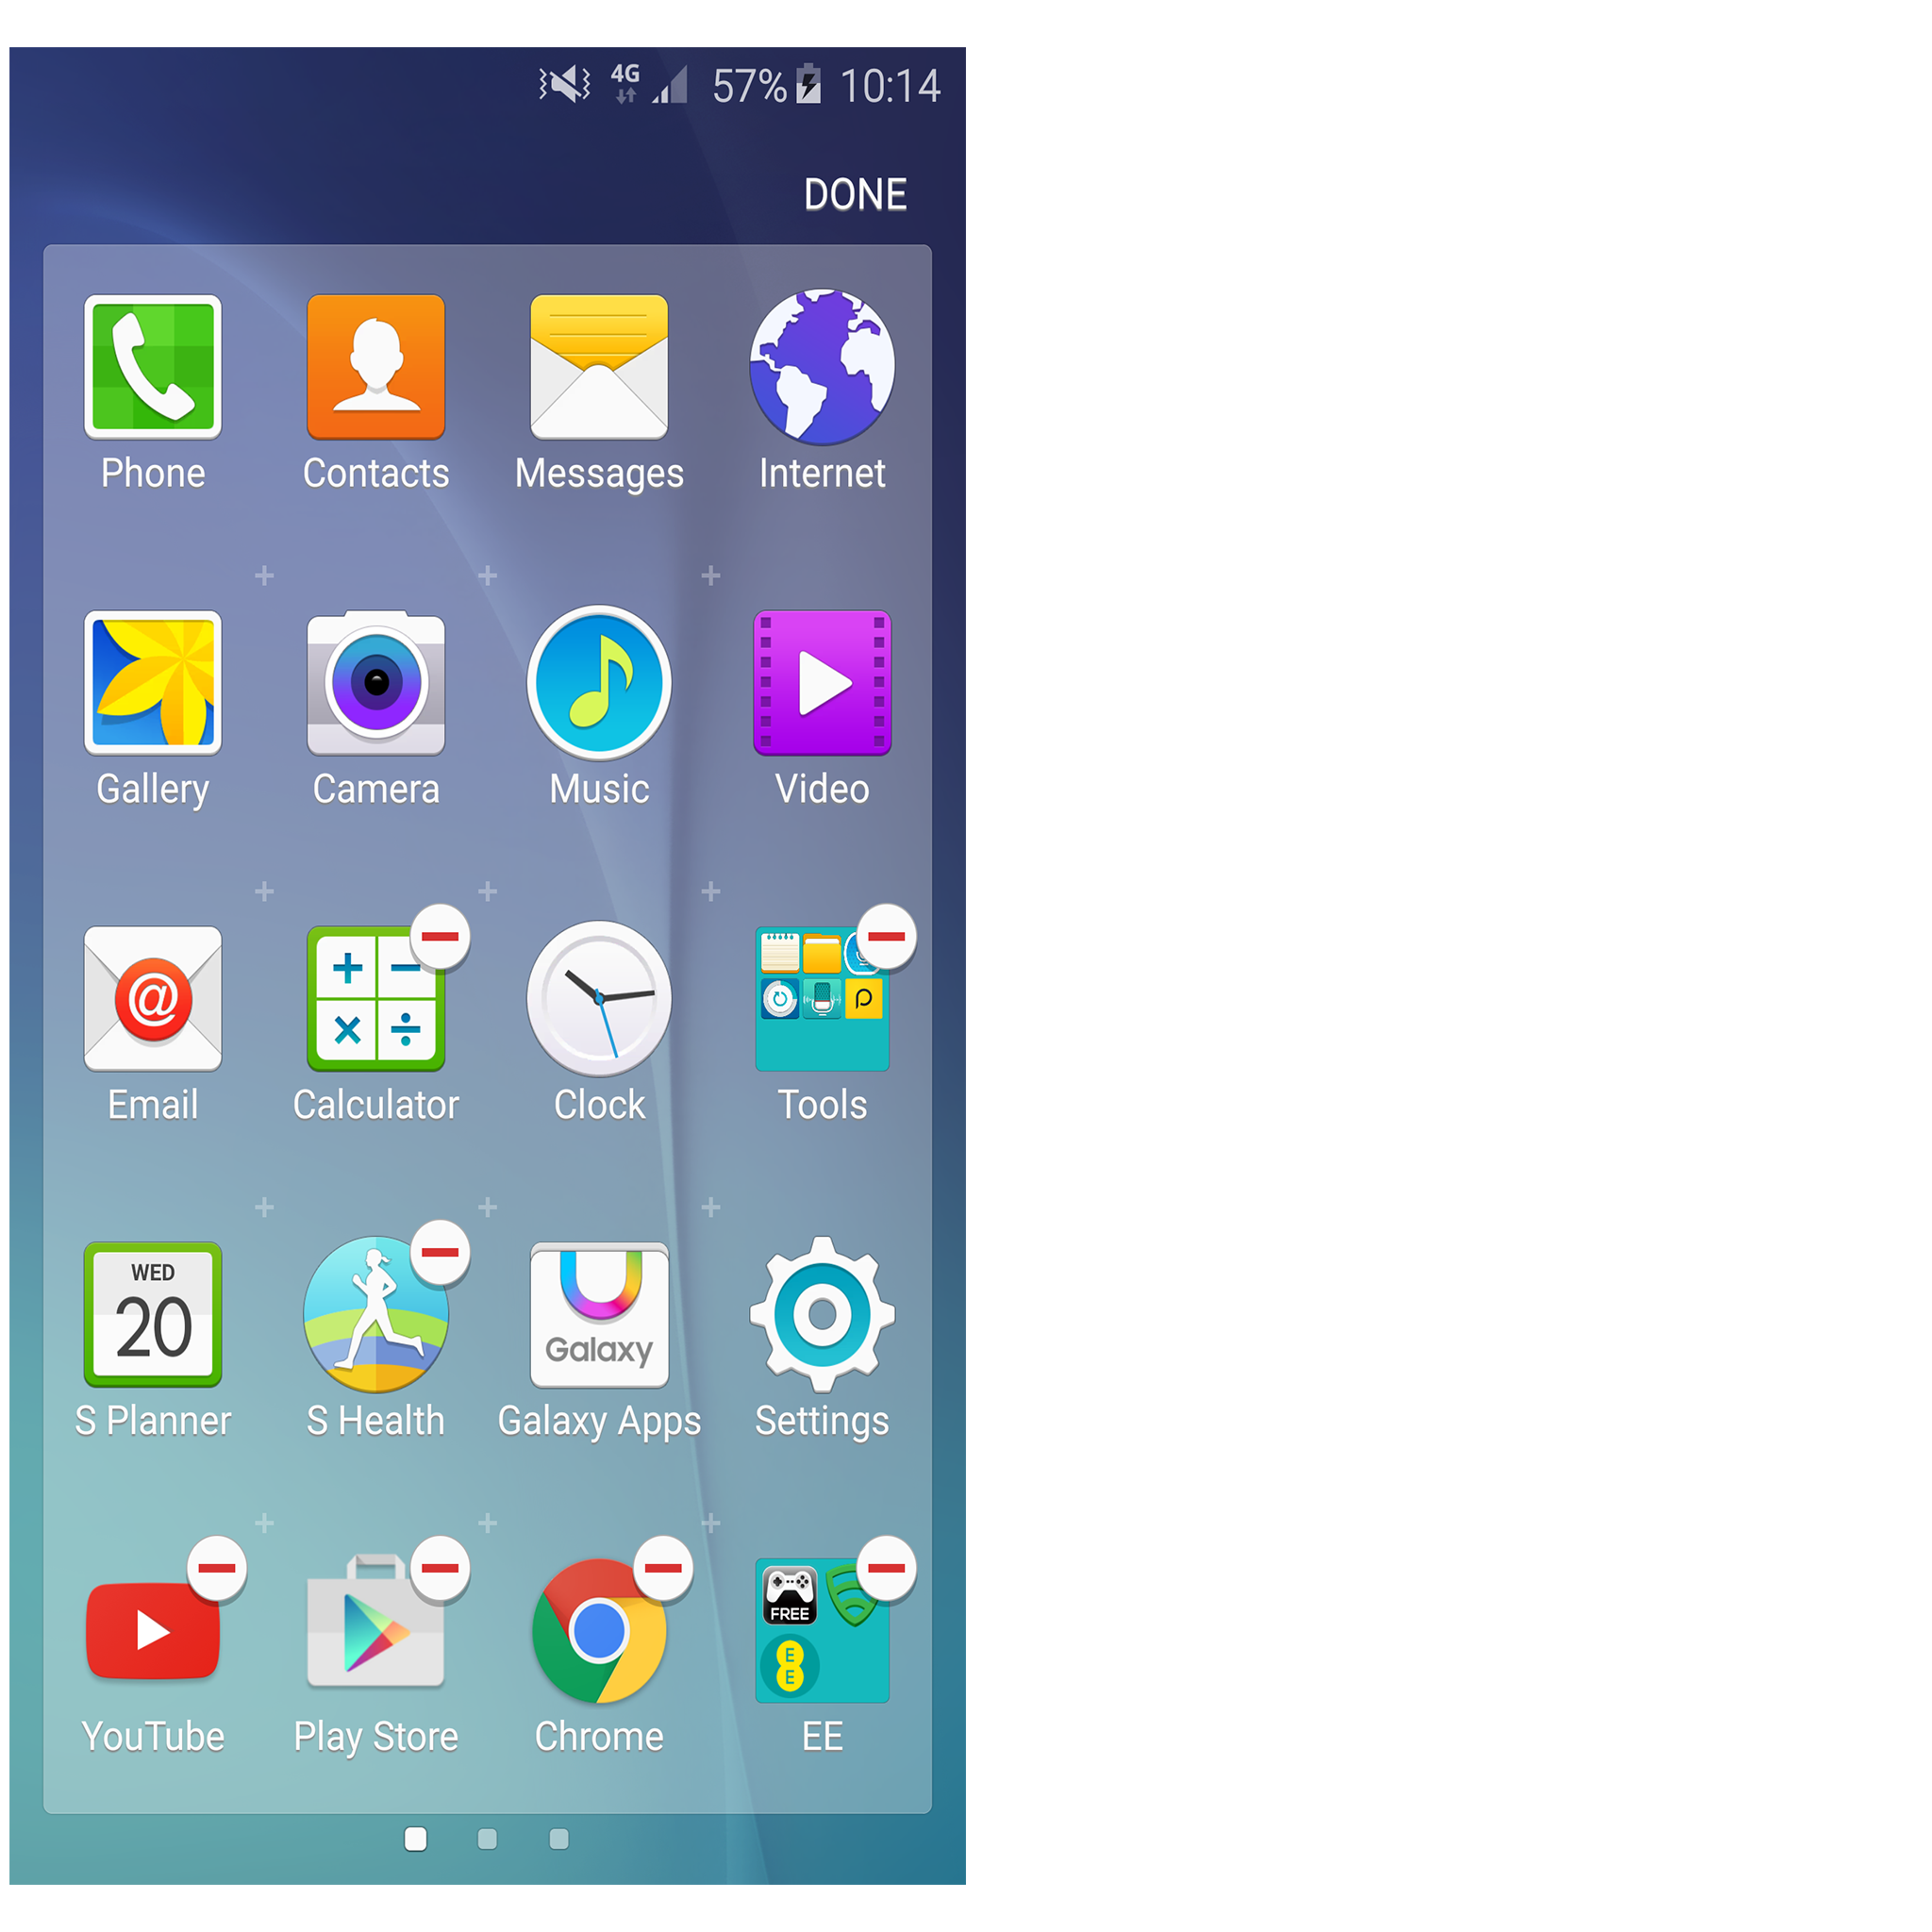 4G 57% 10:14
DONE
Phone Contacts Messages Internet
Gallery Camera Music Video
@
Email Calculator Clock Tools
WED
20
Galaxy
S Planner S Health Galaxy Apps Settings
FREE
E
E
YouTube Play Store Chrome EE